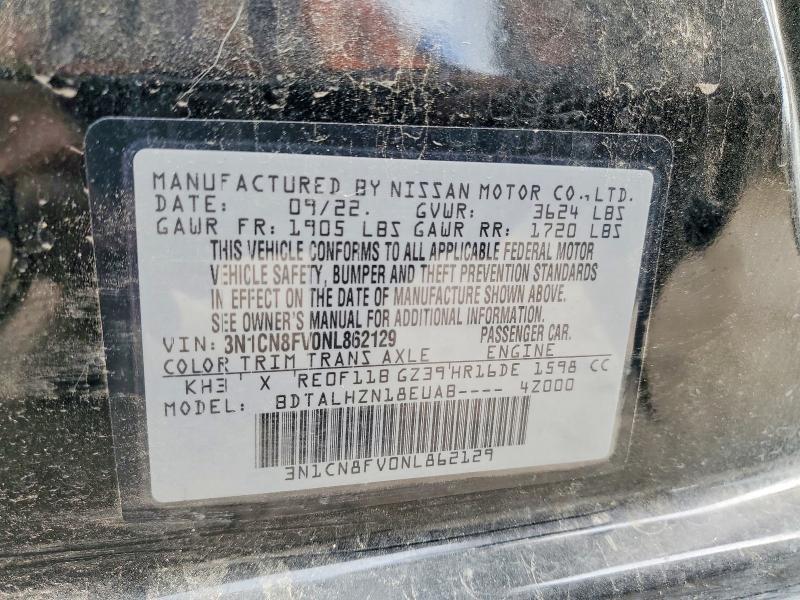 MANUFACTURED BY NISSAN MOTOR CO.,LTD.
DATE: 09/22. GVWR: 3624 LBS
GAWR FR: 1905 LBS GAWR RR: 1720 LBS
THIS VEHICLE CONFORMS TO ALL APPLICABLE FEDERAL MOTOR
VEHICLE SAFETY, BUMPER AND THEFT PREVENTION STANDARDS
IN EFFECT ON THE DATE OF MANUFACTURE SHOWN ABOVE.
SEE OWNER'S MANUAL FOR ADDITIONAL INFORMATION.
VIN: 3N1CN8FV0NL862129 PASSENGER CAR.
COLOR TRIM TRANS AXLE ENGINE
KH3 X RE0F11B GZ39 HR16DE 1598 CC
MODEL: BDTALHZN18EUAB---- 4Z000
3N1CN8FV0NL862129